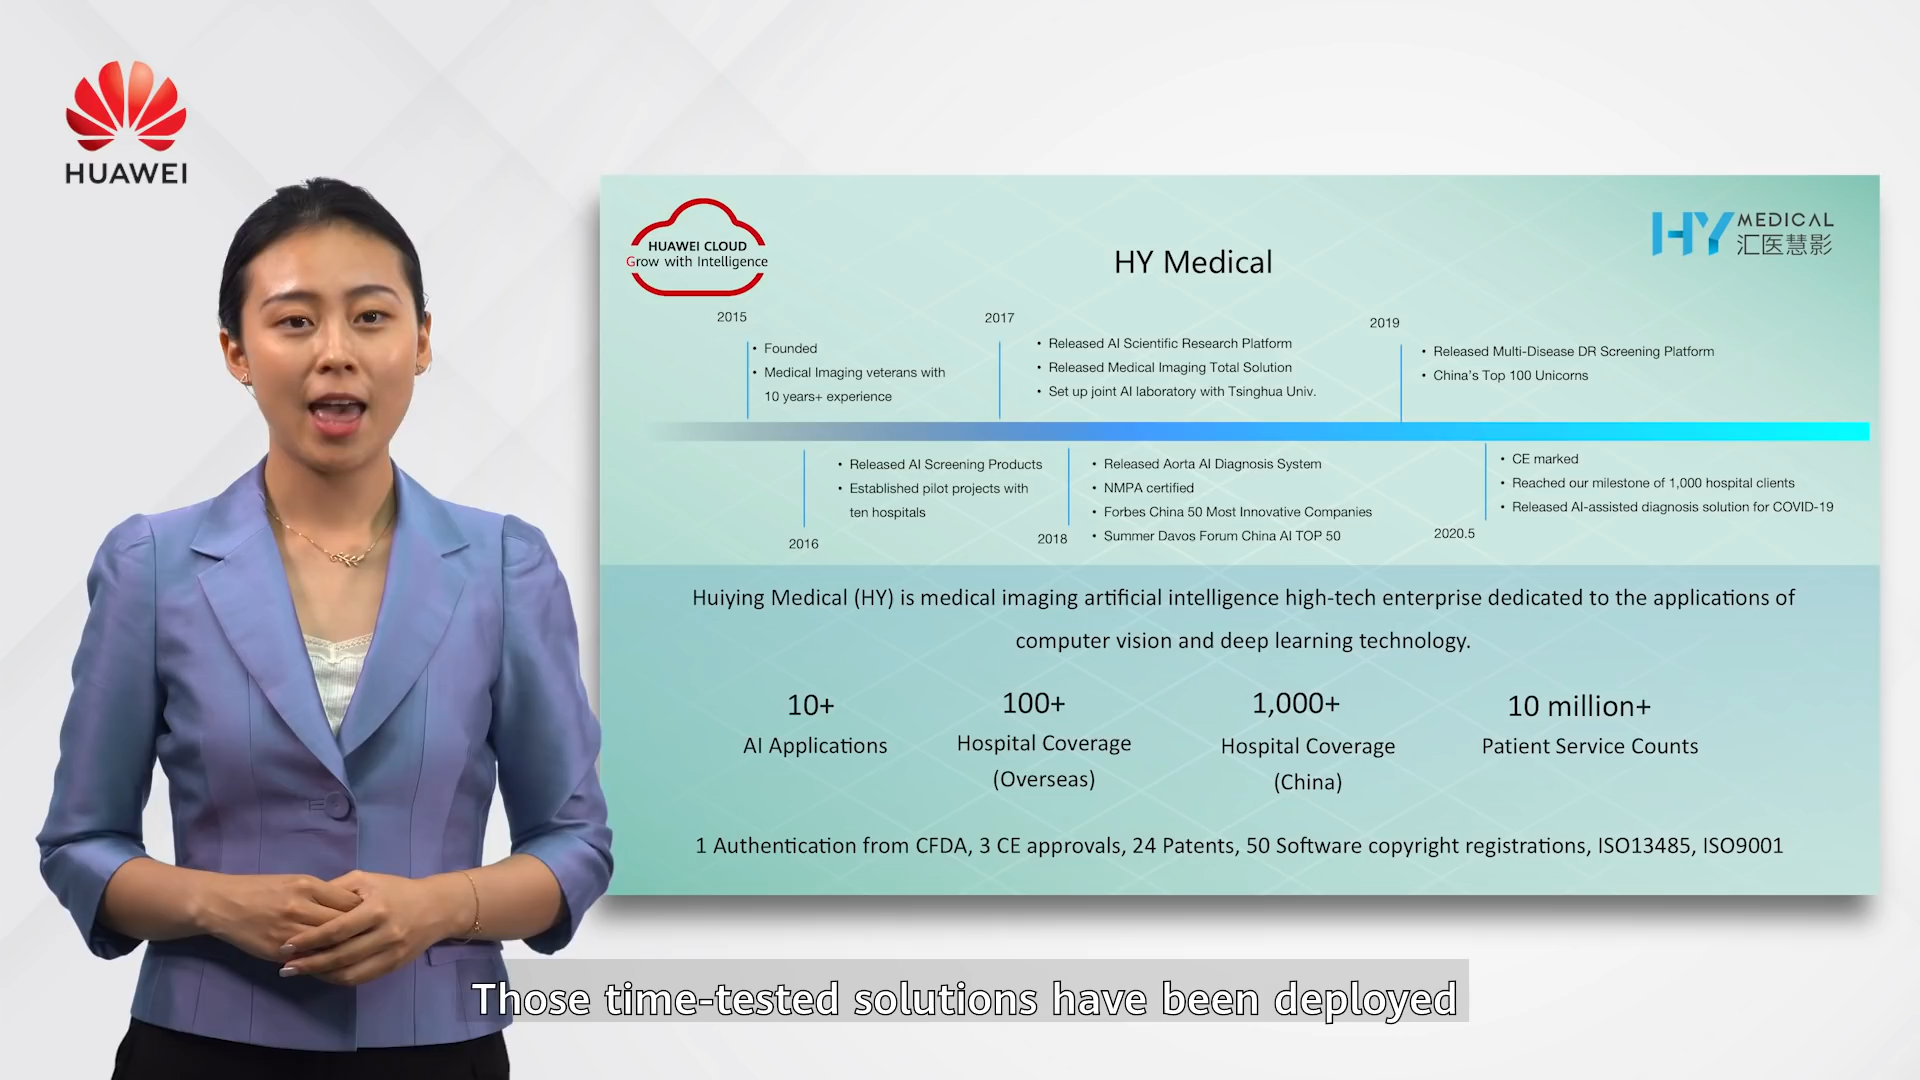 HUAWEI
HUAWEI CLOUD
Grow with Intelligence
HY Medical
HY MEDICAL
汇医慧影
2015
• Founded
• Medical Imaging veterans with
10 years+ experience
2017
• Released AI Scientific Research Platform
• Released Medical Imaging Total Solution
• Set up joint AI laboratory with Tsinghua Univ.
2019
• Released Multi-Disease DR Screening Platform
• China's Top 100 Unicorns
• Released AI Screening Products
• Established pilot projects with
ten hospitals
2016
• Released Aorta AI Diagnosis System
• NMPA certified
• Forbes China 50 Most Innovative Companies
• Summer Davos Forum China AI TOP 50
2018
• CE marked
• Reached our milestone of 1,000 hospital clients
• Released AI-assisted diagnosis solution for COVID-19
2020.5
Huiying Medical (HY) is medical imaging artificial intelligence high-tech enterprise dedicated to the applications of
computer vision and deep learning technology.
10+
AI Applications
100+
Hospital Coverage
(Overseas)
1,000+
Hospital Coverage
(China)
10 million+
Patient Service Counts
1 Authentication from CFDA, 3 CE approvals, 24 Patents, 50 Software copyright registrations, ISO13485, ISO9001
Those time-tested solutions have been deployed